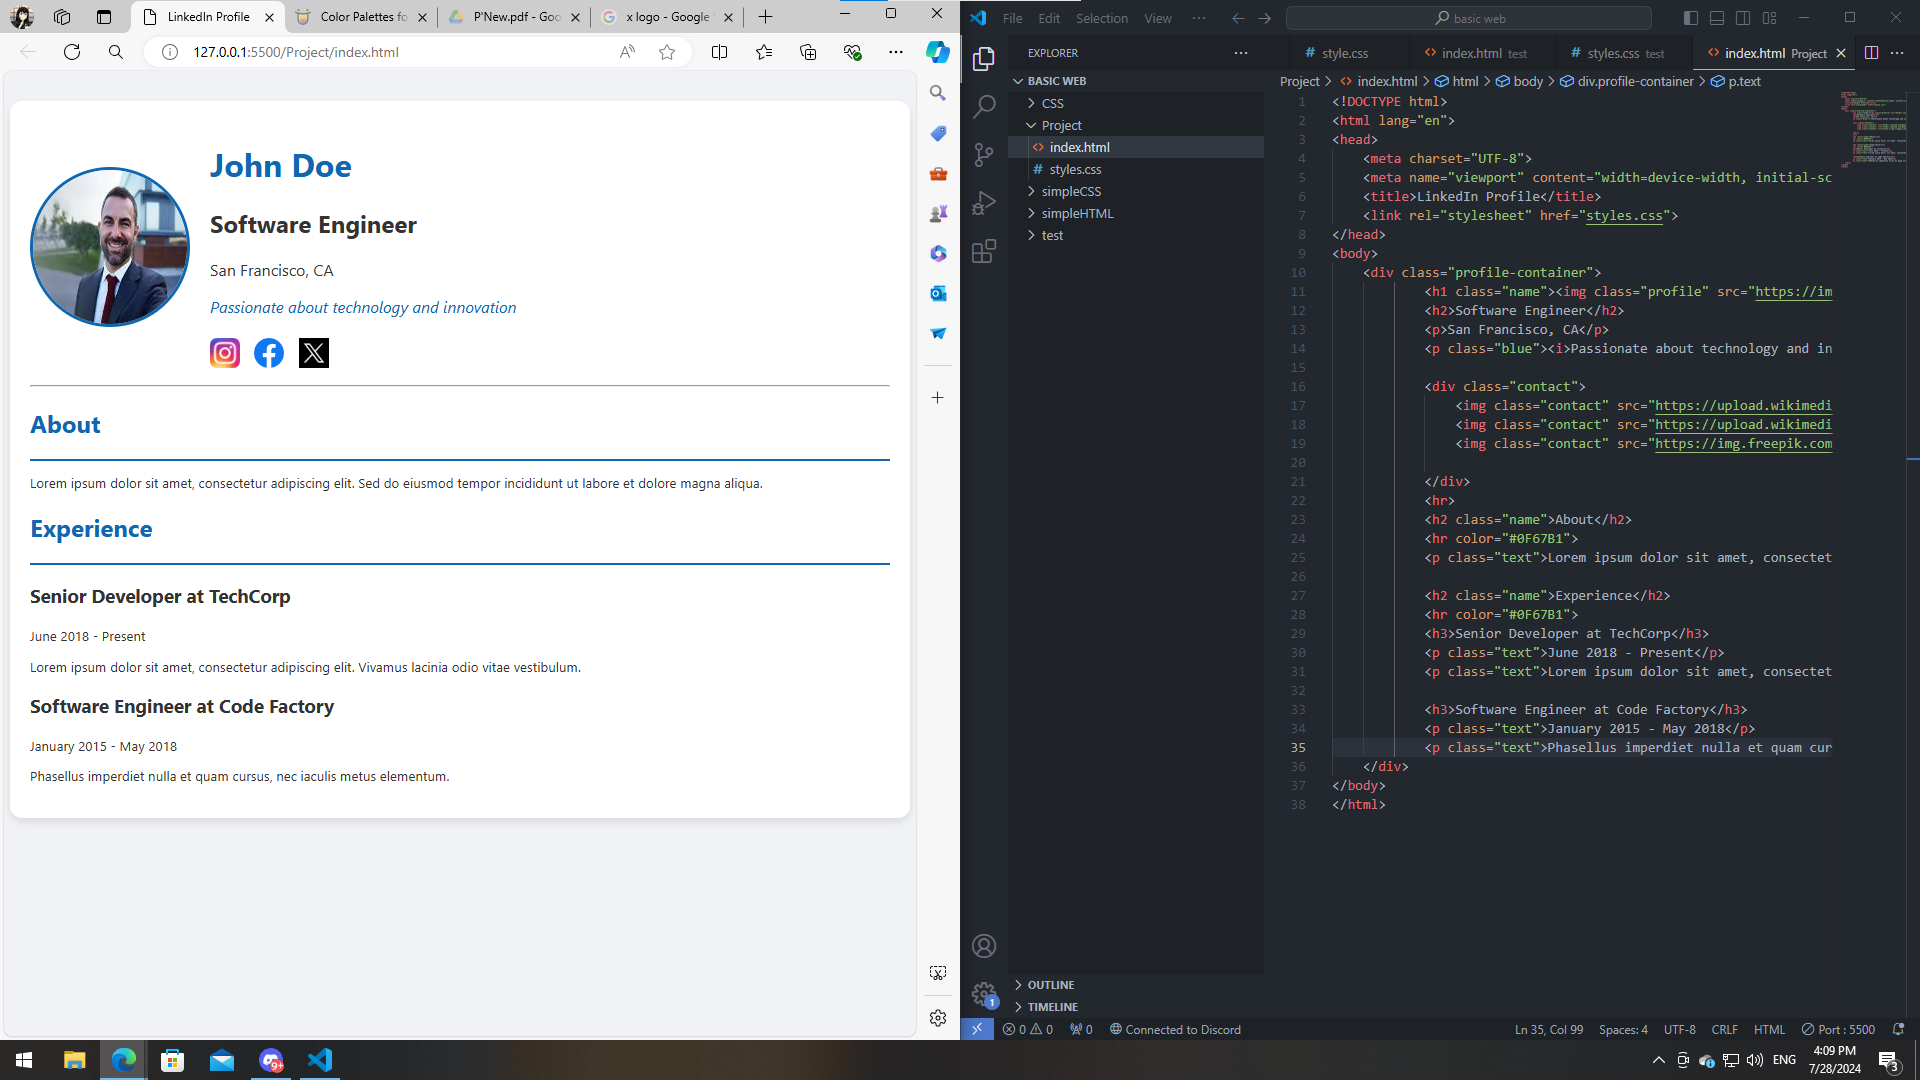 LinkedIn Profile
Color Palettes fo
P'New.pdf - Goo
x logo - Google
127.0.0.1:5500/Project/index.html
John Doe
Software Engineer
San Francisco, CA
Passionate about technology and innovation
About
Lorem ipsum dolor sit amet, consectetur adipiscing elit. Sed do eiusmod tempor incididunt ut labore et dolore magna aliqua.
Experience
Senior Developer at TechCorp
June 2018 - Present
Lorem ipsum dolor sit amet, consectetur adipiscing elit. Vivamus lacinia odio vitae vestibulum.
Software Engineer at Code Factory
January 2015 - May 2018
Phasellus imperdiet nulla et quam cursus, nec iaculis metus elementum.
File Edit Selection View ···
basic web
EXPLORER
BASIC WEB
CSS
Project
index.html
styles.css
simpleCSS
simpleHTML
test
OUTLINE
TIMELINE
# style.css
<> index.html test
# styles.css test
<> index.html Project
Project > <> index.html > html > body > div.profile-container > p.text
1 <!DOCTYPE html>
2 <html lang="en">
3 <head>
4 <meta charset="UTF-8">
5 <meta name="viewport" content="width=device-width, initial-sc
6 <title>LinkedIn Profile</title>
7 <link rel="stylesheet" href="styles.css">
8 </head>
9 <body>
10 <div class="profile-container">
11 <h1 class="name"><img class="profile" src="https://im
12 <h2>Software Engineer</h2>
13 <p>San Francisco, CA</p>
14 <p class="blue"><i>Passionate about technology and in
15
16 <div class="contact">
17 <img class="contact" src="https://upload.wikimedi
18 <img class="contact" src="https://upload.wikimedi
19 <img class="contact" src="https://img.freepik.com
20
21 </div>
22 <hr>
23 <h2 class="name">About</h2>
24 <hr color="#0F67B1">
25 <p class="text">Lorem ipsum dolor sit amet, consectet
26
27 <h2 class="name">Experience</h2>
28 <hr color="#0F67B1">
29 <h3>Senior Developer at TechCorp</h3>
30 <p class="text">June 2018 - Present</p>
31 <p class="text">Lorem ipsum dolor sit amet, consectet
32
33 <h3>Software Engineer at Code Factory</h3>
34 <p class="text">January 2015 - May 2018</p>
35 <p class="text">Phasellus imperdiet nulla et quam cur
36 </div>
37 </body>
38 </html>
1
0 0 0 Connected to Discord
Ln 35, Col 99 Spaces: 4 UTF-8 CRLF HTML Port : 5500
9+
ENG
4:09 PM
7/28/2024
3